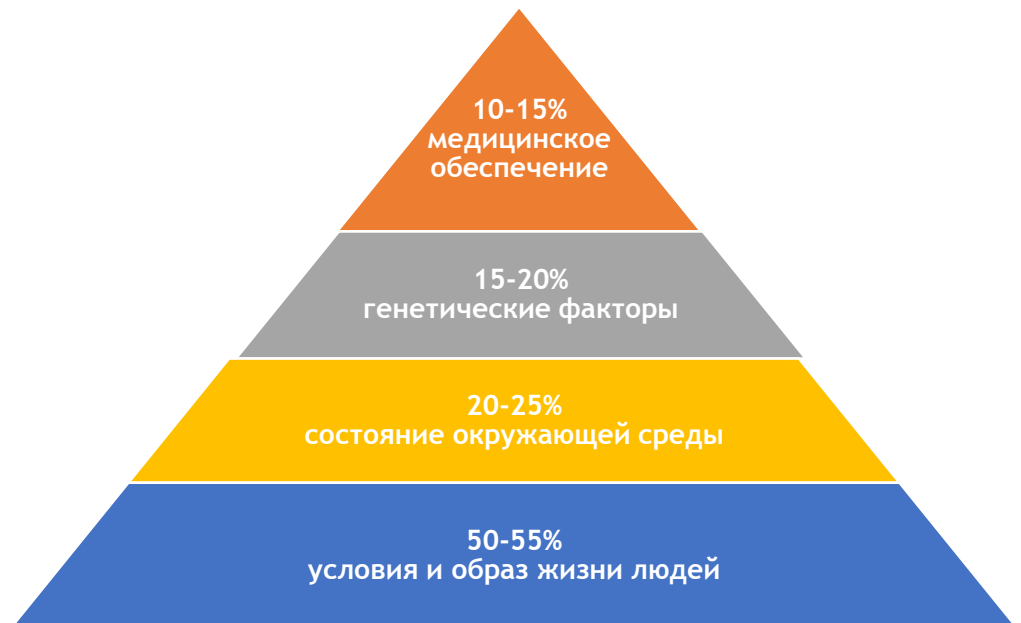 10-15%
медицинское
обеспечение
15-20%
генетические факторы
20-25%
состояние окружающей среды
50-55%
условия и образ жизни людей